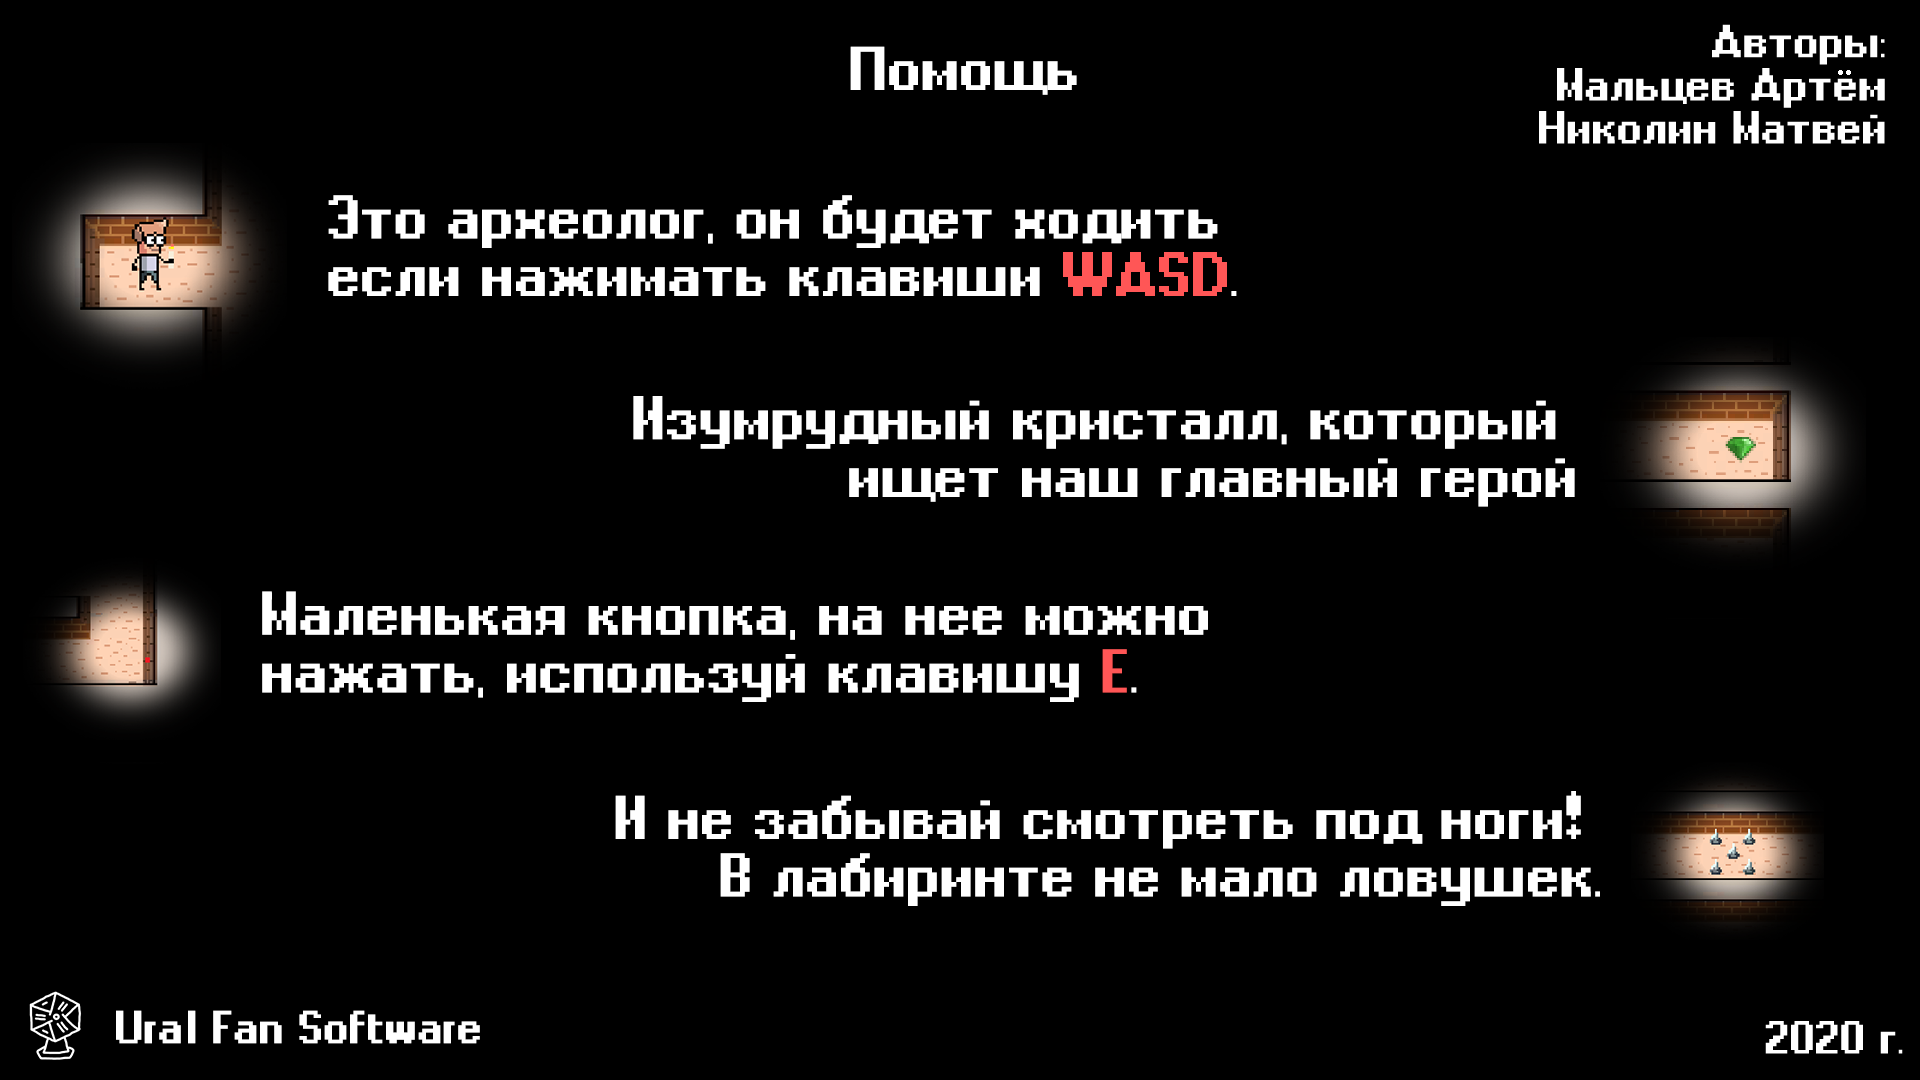 Помощь
Авторы:
Мальцев Артём
Николин Матвей
Это археолог, он будет ходить
если нажимать клавиши WASD.
Изумрудный кристалл, который
ищет наш главный герой
Маленькая кнопка, на нее можно
нажать, используй клавишу E.
И не забывай смотреть под ноги!
В лабиринте не мало ловушек.
Ural Fan Software
2020 г.